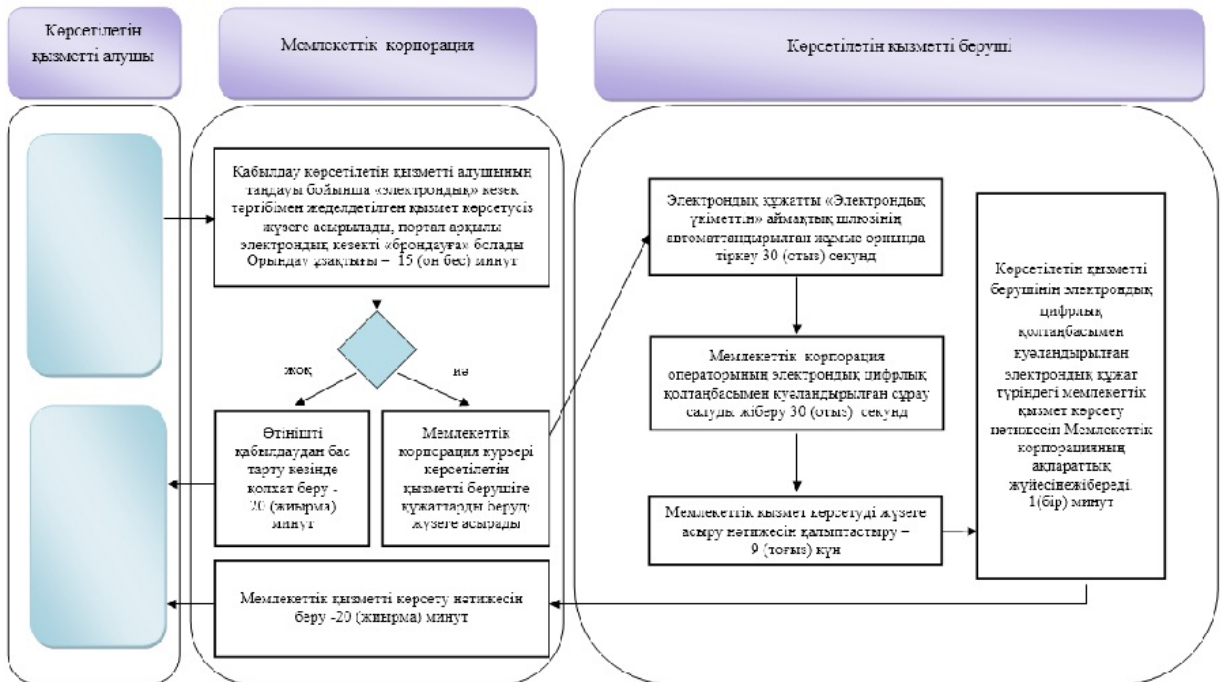 Көрсетілетін
қызметті алушы
Мемлекеттік корпорация
Көрсетілетін қызметті беруші
Қабылдау көрсетілетін қызметті алушының
таңдауы бойынша «электрондық» кезек
тәртібімен жеделдетілген қызмет көрсетусіз
жүзеге асырылады, портал арқылы
электрондық кезекті «брондауға» болады
Орындау ұзақтығы – 15 (он бес) минут
жоқ
иә
Өтінішті
қабылдаудан бас
тарту кезінде
қолхат беру -
20 (жиырма)
минут
Мемлекеттік
корпорация курьері
көрсетілетін
қызметті берушіге
құжаттарды беруді
жүзеге асырады
Мемлекеттік қызметті көрсету нәтижесін
беру -20 (жиырма) минут
Электрондық құжатты «Электрондық
үкіметтің» аймақтық шлюзінің
автоматтандырылған жұмыс орнында
тіркеу 30 (отыз) секунд
Мемлекеттік корпорация
операторының электрондық цифрлық
қолтаңбасымен куәландырылған сұрау
салуды жіберу 30 (отыз) секунд
Мемлекеттік қызмет көрсетуді жүзеге
асыру нәтижесін қалыптастыру –
9 (тоғыз) күн
Көрсетілетін қызметті
берушінің электрондық
цифрлық
қолтаңбасымен
куәландырылған
электрондық құжат
түріндегі мемлекеттік
қызмет көрсету
нәтижесін Мемлекеттік
корпорацияның
ақпараттық
жүйесінежібереді
1(бір) минут